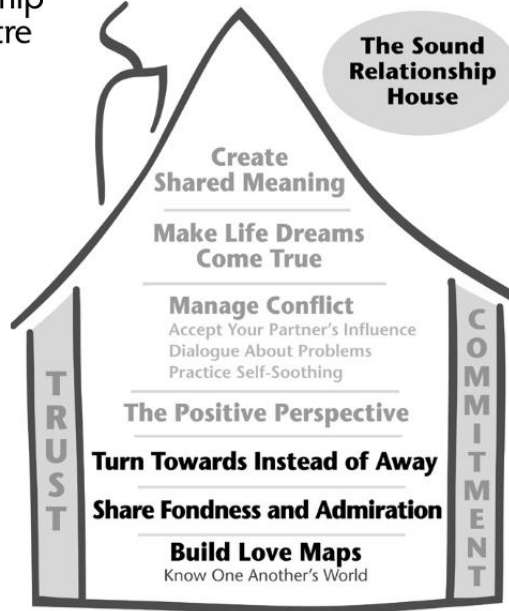 The Sound
Relationship
House
Create
Shared Meaning
Make Life Dreams
Come True
Manage Conflict
Accept Your Partner's Influence
Dialogue About Problems
Practice Self-Soothing
The Positive Perspective
Turn Towards Instead of Away
Share Fondness and Admiration
Build Love Maps
Know One Another's World
TRUST
COMMITMENT